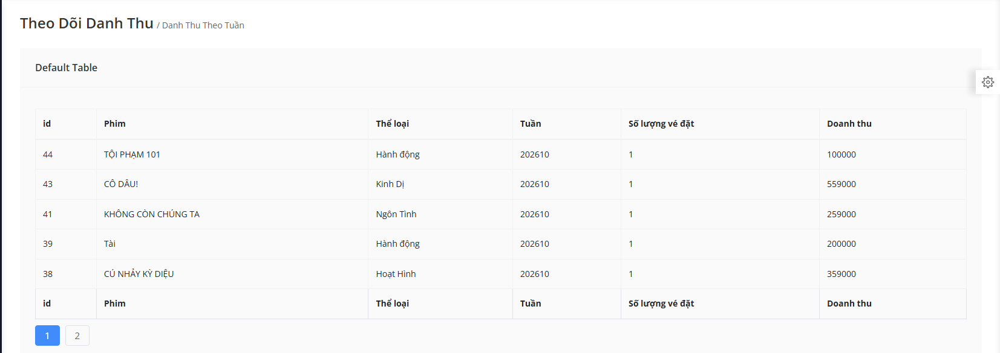 Theo Dõi Danh Thu / Danh Thu Theo Tuần
Default Table
id Phim Thể loại Tuần Số lượng vé đặt Doanh thu
44 TỘI PHẠM 101 Hành động 202610 1 100000
43 CÔ DÂU! Kinh Dị 202610 1 559000
41 KHÔNG CÒN CHÚNG TA Ngôn Tình 202610 1 259000
39 Tài Hành động 202610 1 200000
38 CÚ NHẢY KỲ DIỆU Hoạt Hình 202610 1 359000
id Phim Thể loại Tuần Số lượng vé đặt Doanh thu
1 2